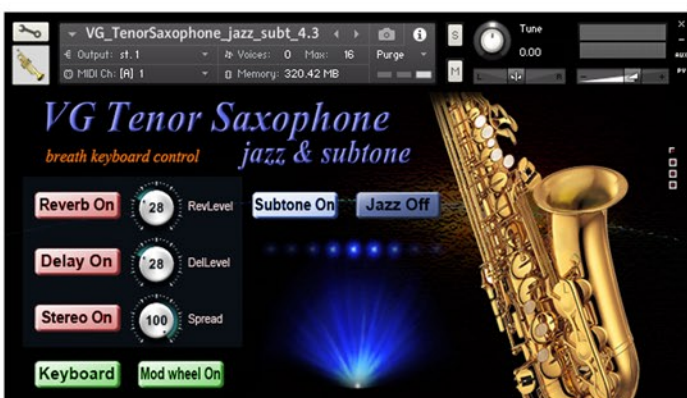 VG_TenorSaxophone_jazz_subt_4.3
Output: st.1 Voices: 0 Max: 16 Purge
MIDI Ch: [A] 1 Memory: 320.42 MB
S
M
Tune
0.00
L R
- +
AUX
PV
VG Tenor Saxophone
breath keyboard control jazz & subtone
Reverb On 28 RevLevel Subtone On Jazz Off
Delay On 28 DelLevel
Stereo On 100 Spread
Keyboard Mod wheel On